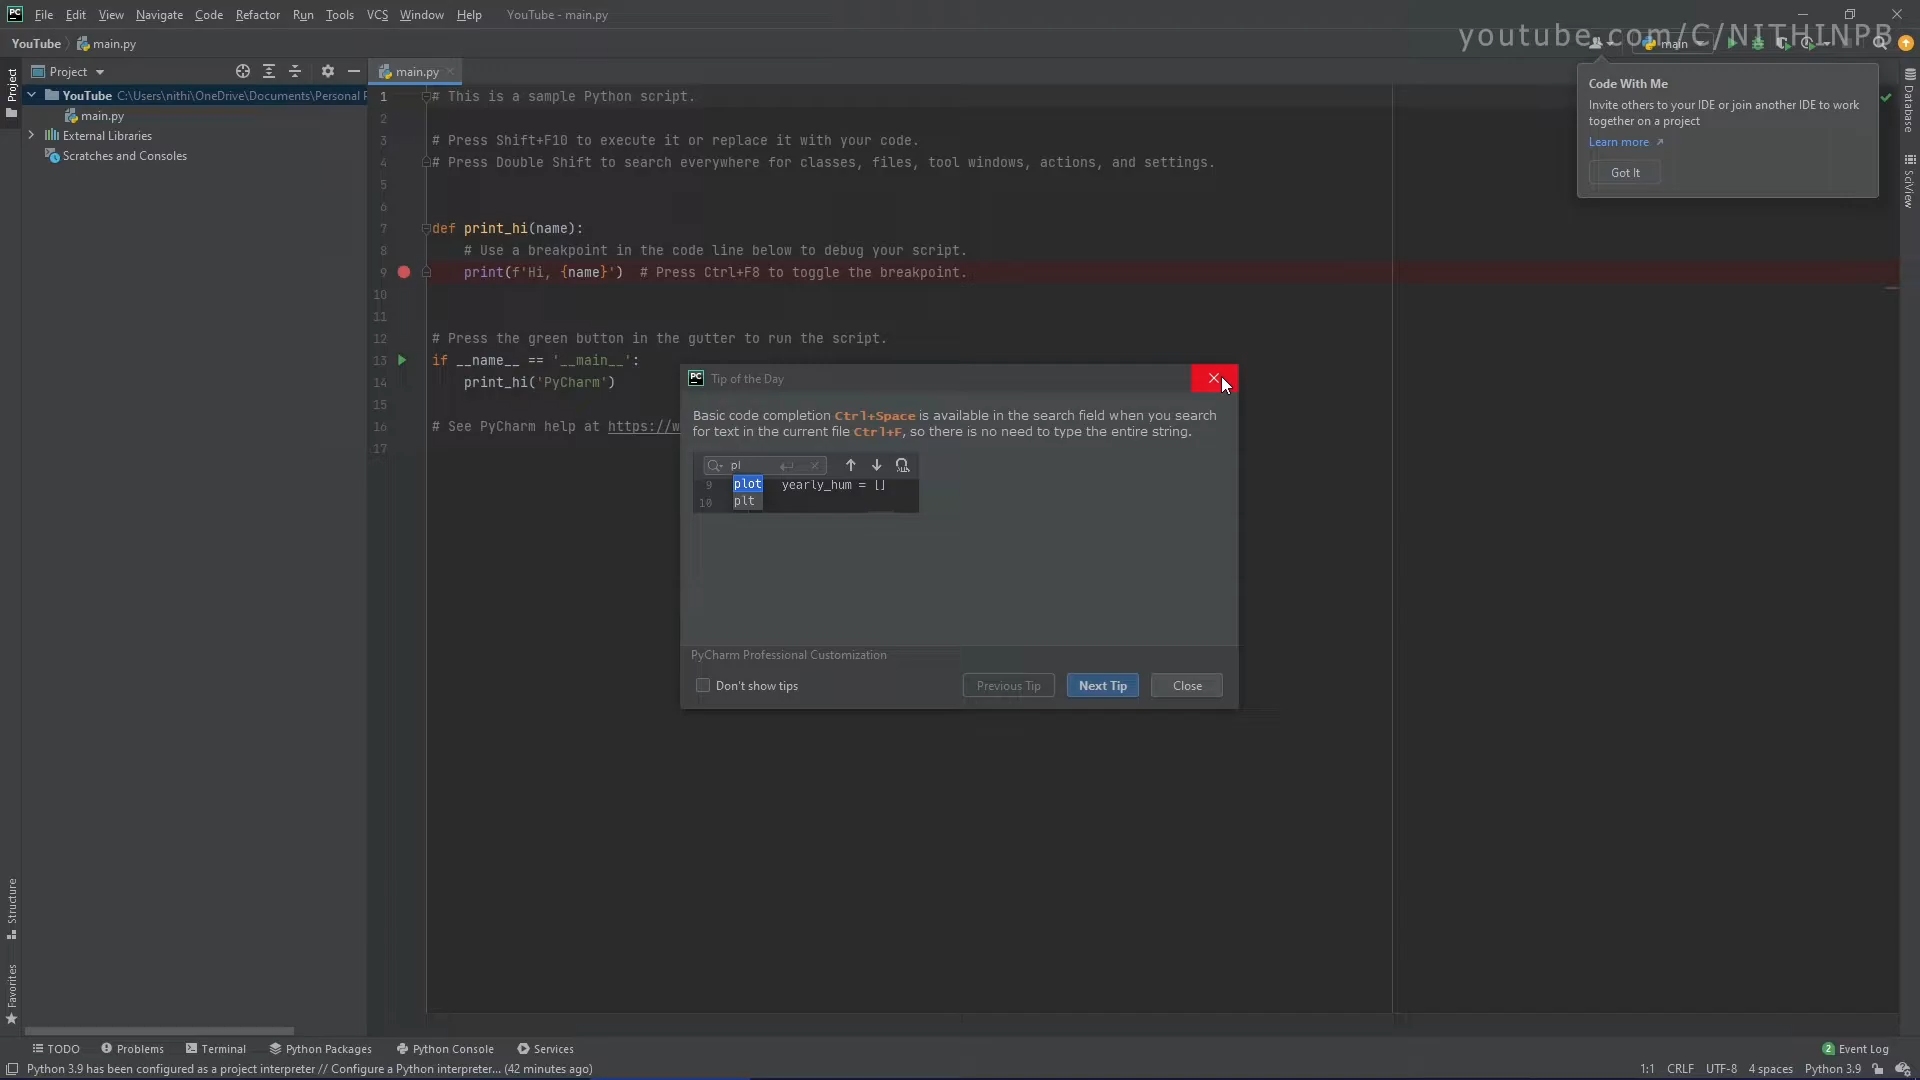 PC File Edit View Navigate Code Refactor Run Tools VCS Window Help YouTube - main.py
youtube.com/C/NITHINPB
YouTube main.py
main
Project
Project
main.py
Code With Me
Invite others to your IDE or join another IDE to work
together on a project
Learn more
Got It
Database
SciView
YouTube C:\Users\nithi\OneDrive\Documents\Personal
main.py
External Libraries
Scratches and Consoles
1 # This is a sample Python script.
2
3 # Press Shift+F10 to execute it or replace it with your code.
4 # Press Double Shift to search everywhere for classes, files, tool windows, actions, and settings.
5
6
7 def print_hi(name):
8 # Use a breakpoint in the code line below to debug your script.
9 print(f'Hi, {name}') # Press Ctrl+F8 to toggle the breakpoint.
10
11
12 # Press the green button in the gutter to run the script.
13 if __name__ == '__main__':
14 print_hi('PyCharm')
15
16 # See PyCharm help at https://w
17
PC Tip of the Day
Basic code completion Ctrl+Space is available in the search field when you search
for text in the current file Ctrl+F, so there is no need to type the entire string.
pl
9 plot yearly_hum = []
10 plt
PyCharm Professional Customization
Don't show tips
Previous Tip
Next Tip
Close
Structure
Favorites
TODO Problems Terminal Python Packages Python Console Services
2 Event Log
Python 3.9 has been configured as a project interpreter // Configure a Python interpreter... (42 minutes ago)
1:1 CRLF UTF-8 4 spaces Python 3.9